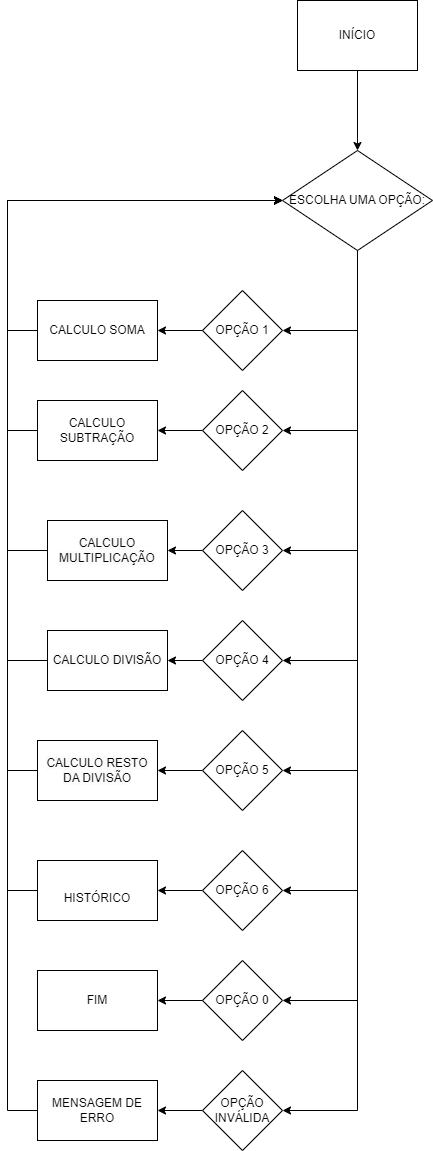 INÍCIO
ESCOLHA UMA OPÇÃO:
CALCULO SOMA
OPÇÃO 1
CALCULO
SUBTRAÇÃO
OPÇÃO 2
CALCULO
MULTIPLICAÇÃO
OPÇÃO 3
CALCULO DIVISÃO
OPÇÃO 4
CALCULO RESTO
DA DIVISÃO
OPÇÃO 5
HISTÓRICO
OPÇÃO 6
FIM
OPÇÃO 0
MENSAGEM DE
ERRO
OPÇÃO
INVÁLIDA